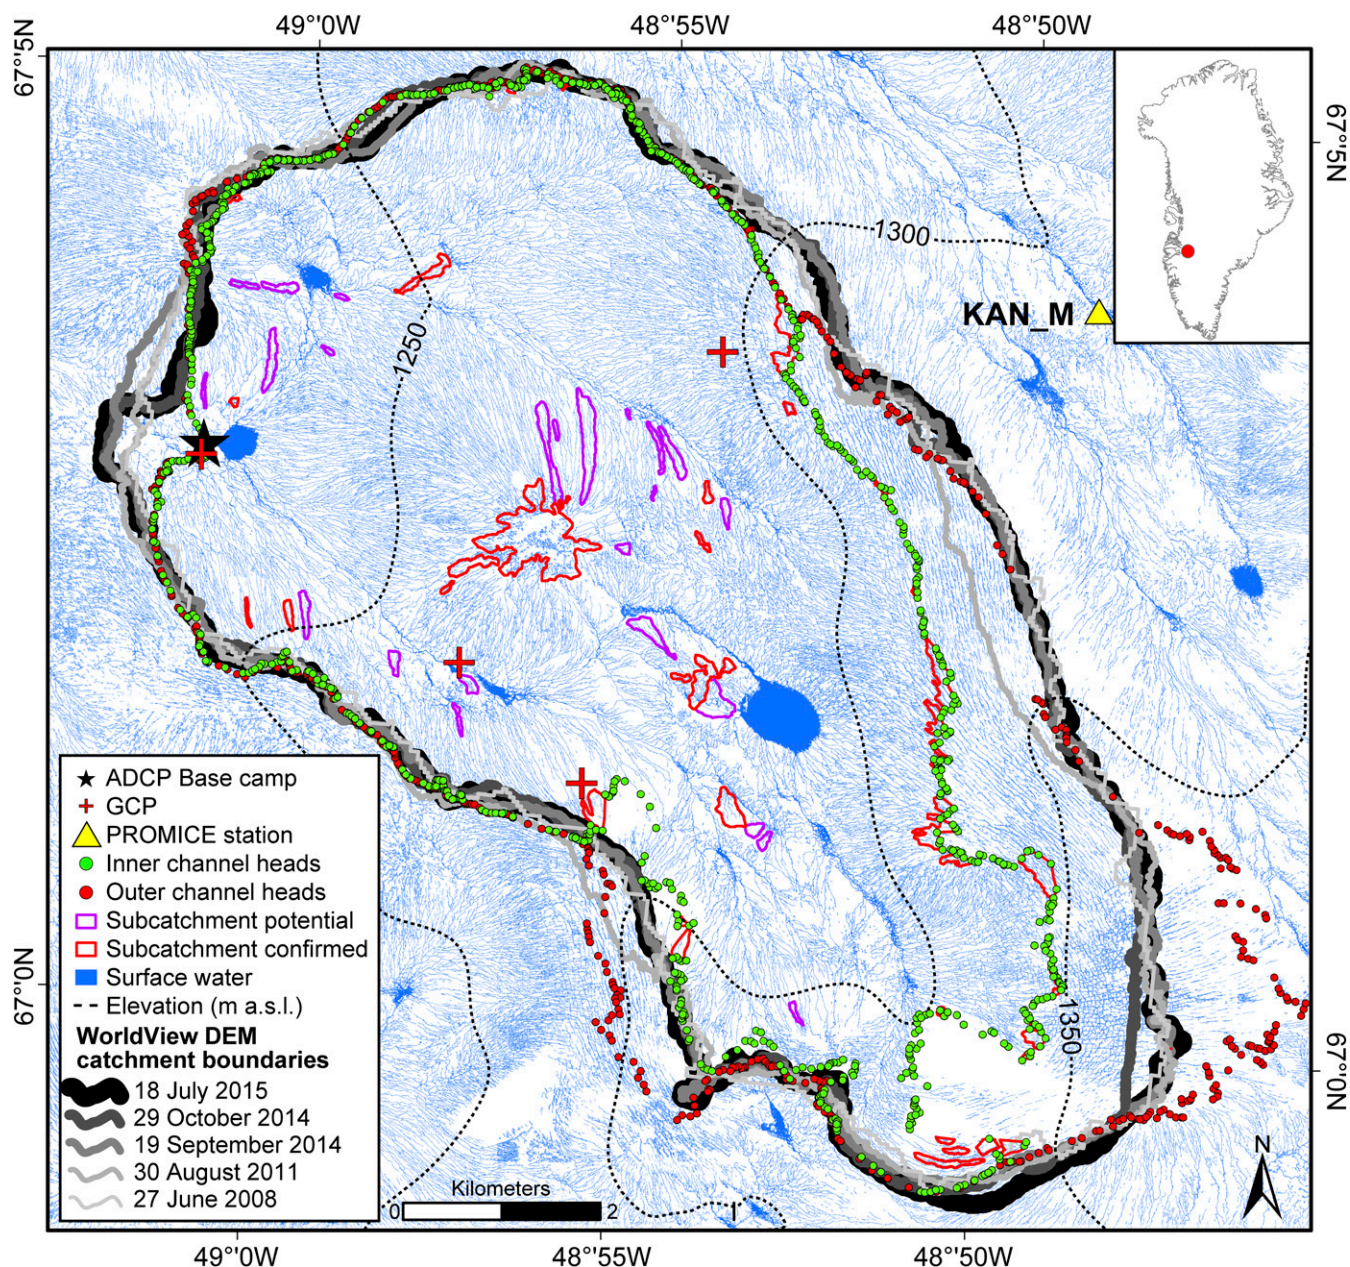 49°0'W 48°55'W 48°50'W
67°5'N
67°5'N
1300
KAN_M
1250
ADCP Base camp
GCP
PROMICE station
Inner channel heads
Outer channel heads
Subcatchment potential
Subcatchment confirmed
Surface water
Elevation (m a.s.l.)
WorldView DEM
catchment boundaries
18 July 2015
29 October 2014
19 September 2014
30 August 2011
27 June 2008
67°0'N
1350
67°0'N
Kilometers
0 2
N
49°0'W 48°55'W 48°50'W